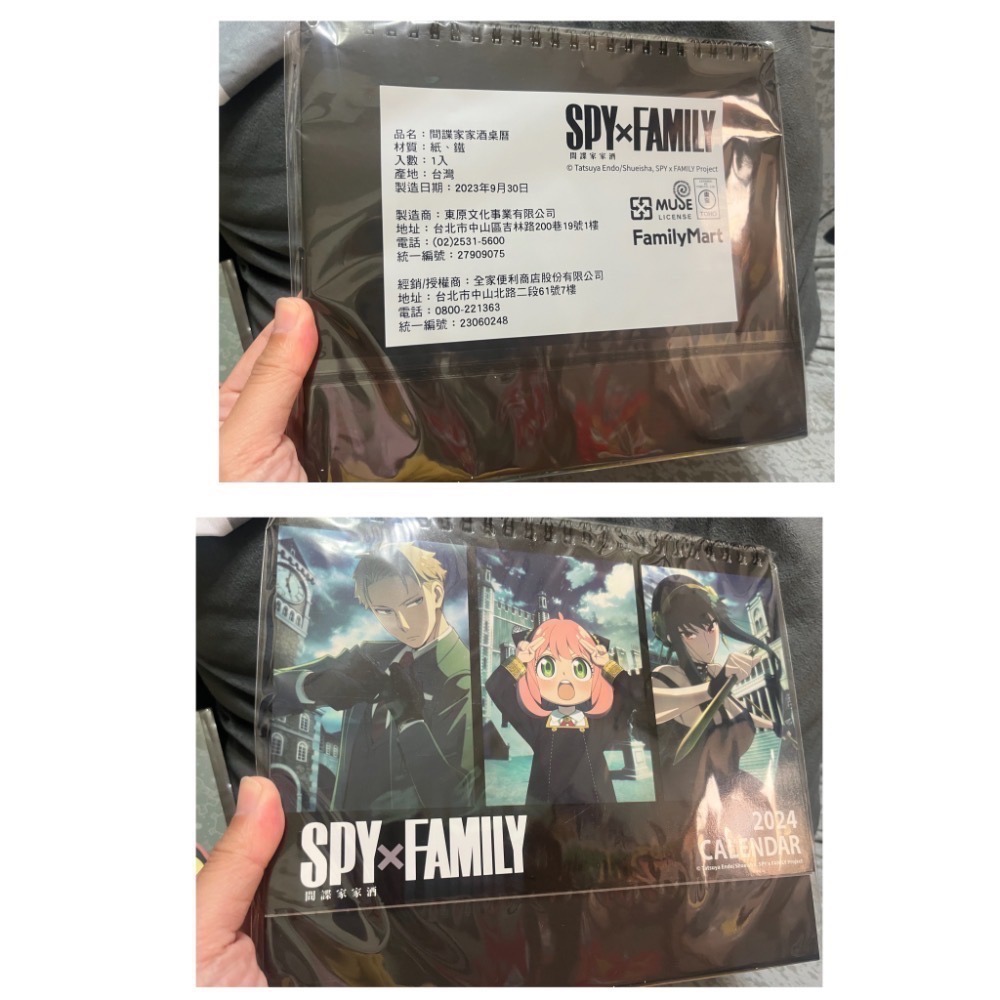 SPY×FAMILY
間諜家家酒
© Tatsuya Endo/Shueisha, SPY x FAMILY Project
品名：間諜家家酒桌曆
材質：紙、鐵
入數：1入
產地：台灣
製造日期：2023年9月30日
製造商：東原文化事業有限公司
地址：台北市中山區吉林路200巷19號1樓
電話：(02)2531-5600
統一編號：27909075
經銷/授權商：全家便利商店股份有限公司
地址：台北市中山北路二段61號7樓
電話：0800-221363
統一編號：23060248
MUSE
LICENSE
FamilyMart
SPY×FAMILY
間諜家家酒
2024
CALENDAR
© Tatsuya Endo/Shueisha, SPY x FAMILY Project